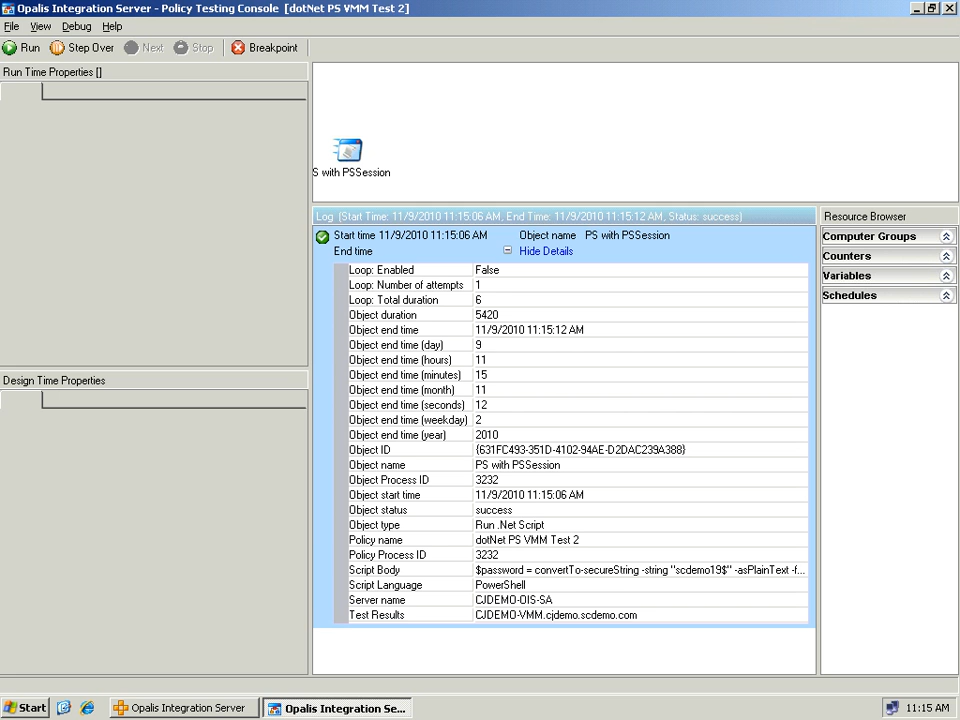 Opalis Integration Server - Policy Testing Console [dotNet PS VMM Test 2]
File View Debug Help
Run Step Over Next Stop Breakpoint
Run Time Properties []
S with PSSession
Design Time Properties
Log (Start Time: 11/9/2010 11:15:06 AM, End Time: 11/9/2010 11:15:12 AM, Status: success)
Start time 11/9/2010 11:15:06 AM Object name PS with PSSession
End time Hide Details
Loop: Enabled False
Loop: Number of attempts 1
Loop: Total duration 6
Object duration 5420
Object end time 11/9/2010 11:15:12 AM
Object end time (day) 9
Object end time (hours) 11
Object end time (minutes) 15
Object end time (month) 11
Object end time (seconds) 12
Object end time (weekday) 2
Object end time (year) 2010
Object ID {631FC493-351D-4102-94AE-D2DAC239A388}
Object name PS with PSSession
Object Process ID 3232
Object start time 11/9/2010 11:15:06 AM
Object status success
Object type Run .Net Script
Policy name dotNet PS VMM Test 2
Policy Process ID 3232
Script Body $password = convertTo-secureString -string "scdemo19$" -asPlainText -f...
Script Language PowerShell
Server name CJDEMO-OIS-SA
Test Results CJDEMO-VMM.cjdemo.scdemo.com
Resource Browser
Computer Groups
Counters
Variables
Schedules
Start Opalis Integration Server Opalis Integration Se... 11:15 AM